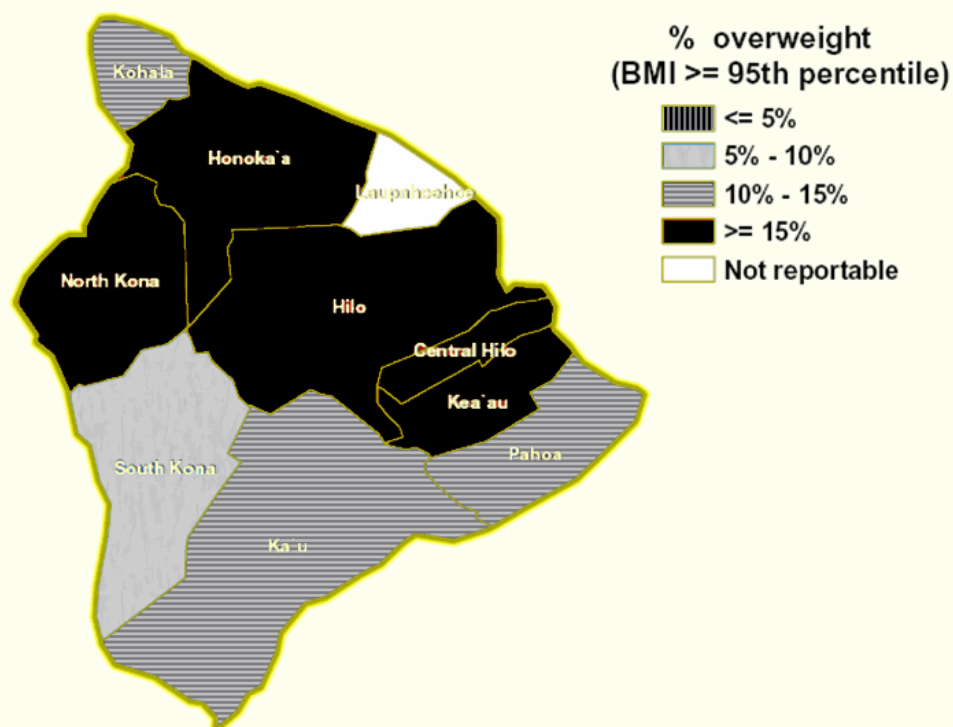 % overweight
(BMI >= 95th percentile)
<= 5%
5% - 10%
10% - 15%
>= 15%
Not reportable
Kohala
Honoka`a
Laupahoehoe
North Kona
Hilo
Central Hilo
Kea`au
Pahoa
South Kona
Ka`u